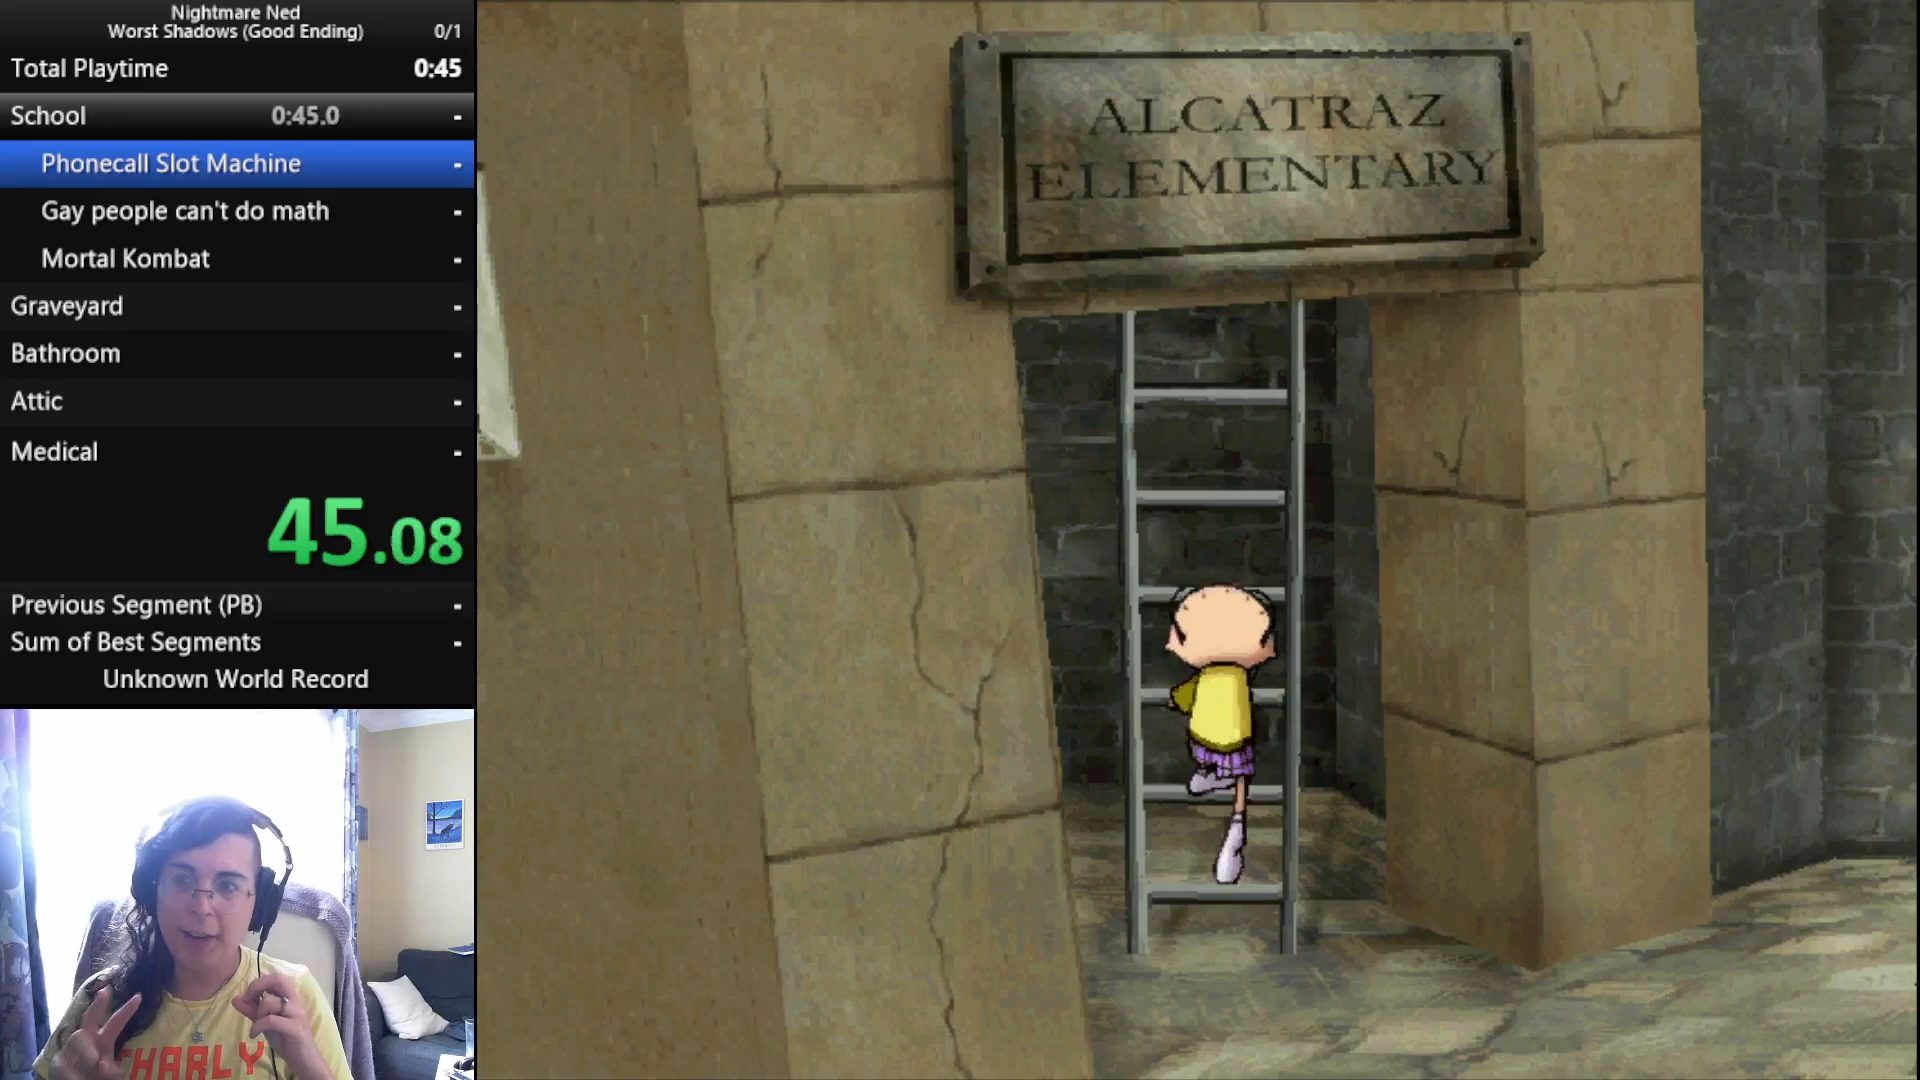 Nightmare Ned
Worst Shadows (Good Ending) 0/1
Total Playtime 0:45
School 0:45.0 -
Phonecall Slot Machine -
Gay people can't do math -
Mortal Kombat -
Graveyard -
Bathroom -
Attic -
Medical -
45.08
Previous Segment (PB) -
Sum of Best Segments -
Unknown World Record
ALCATRAZ
ELEMENTARY
CHARLY